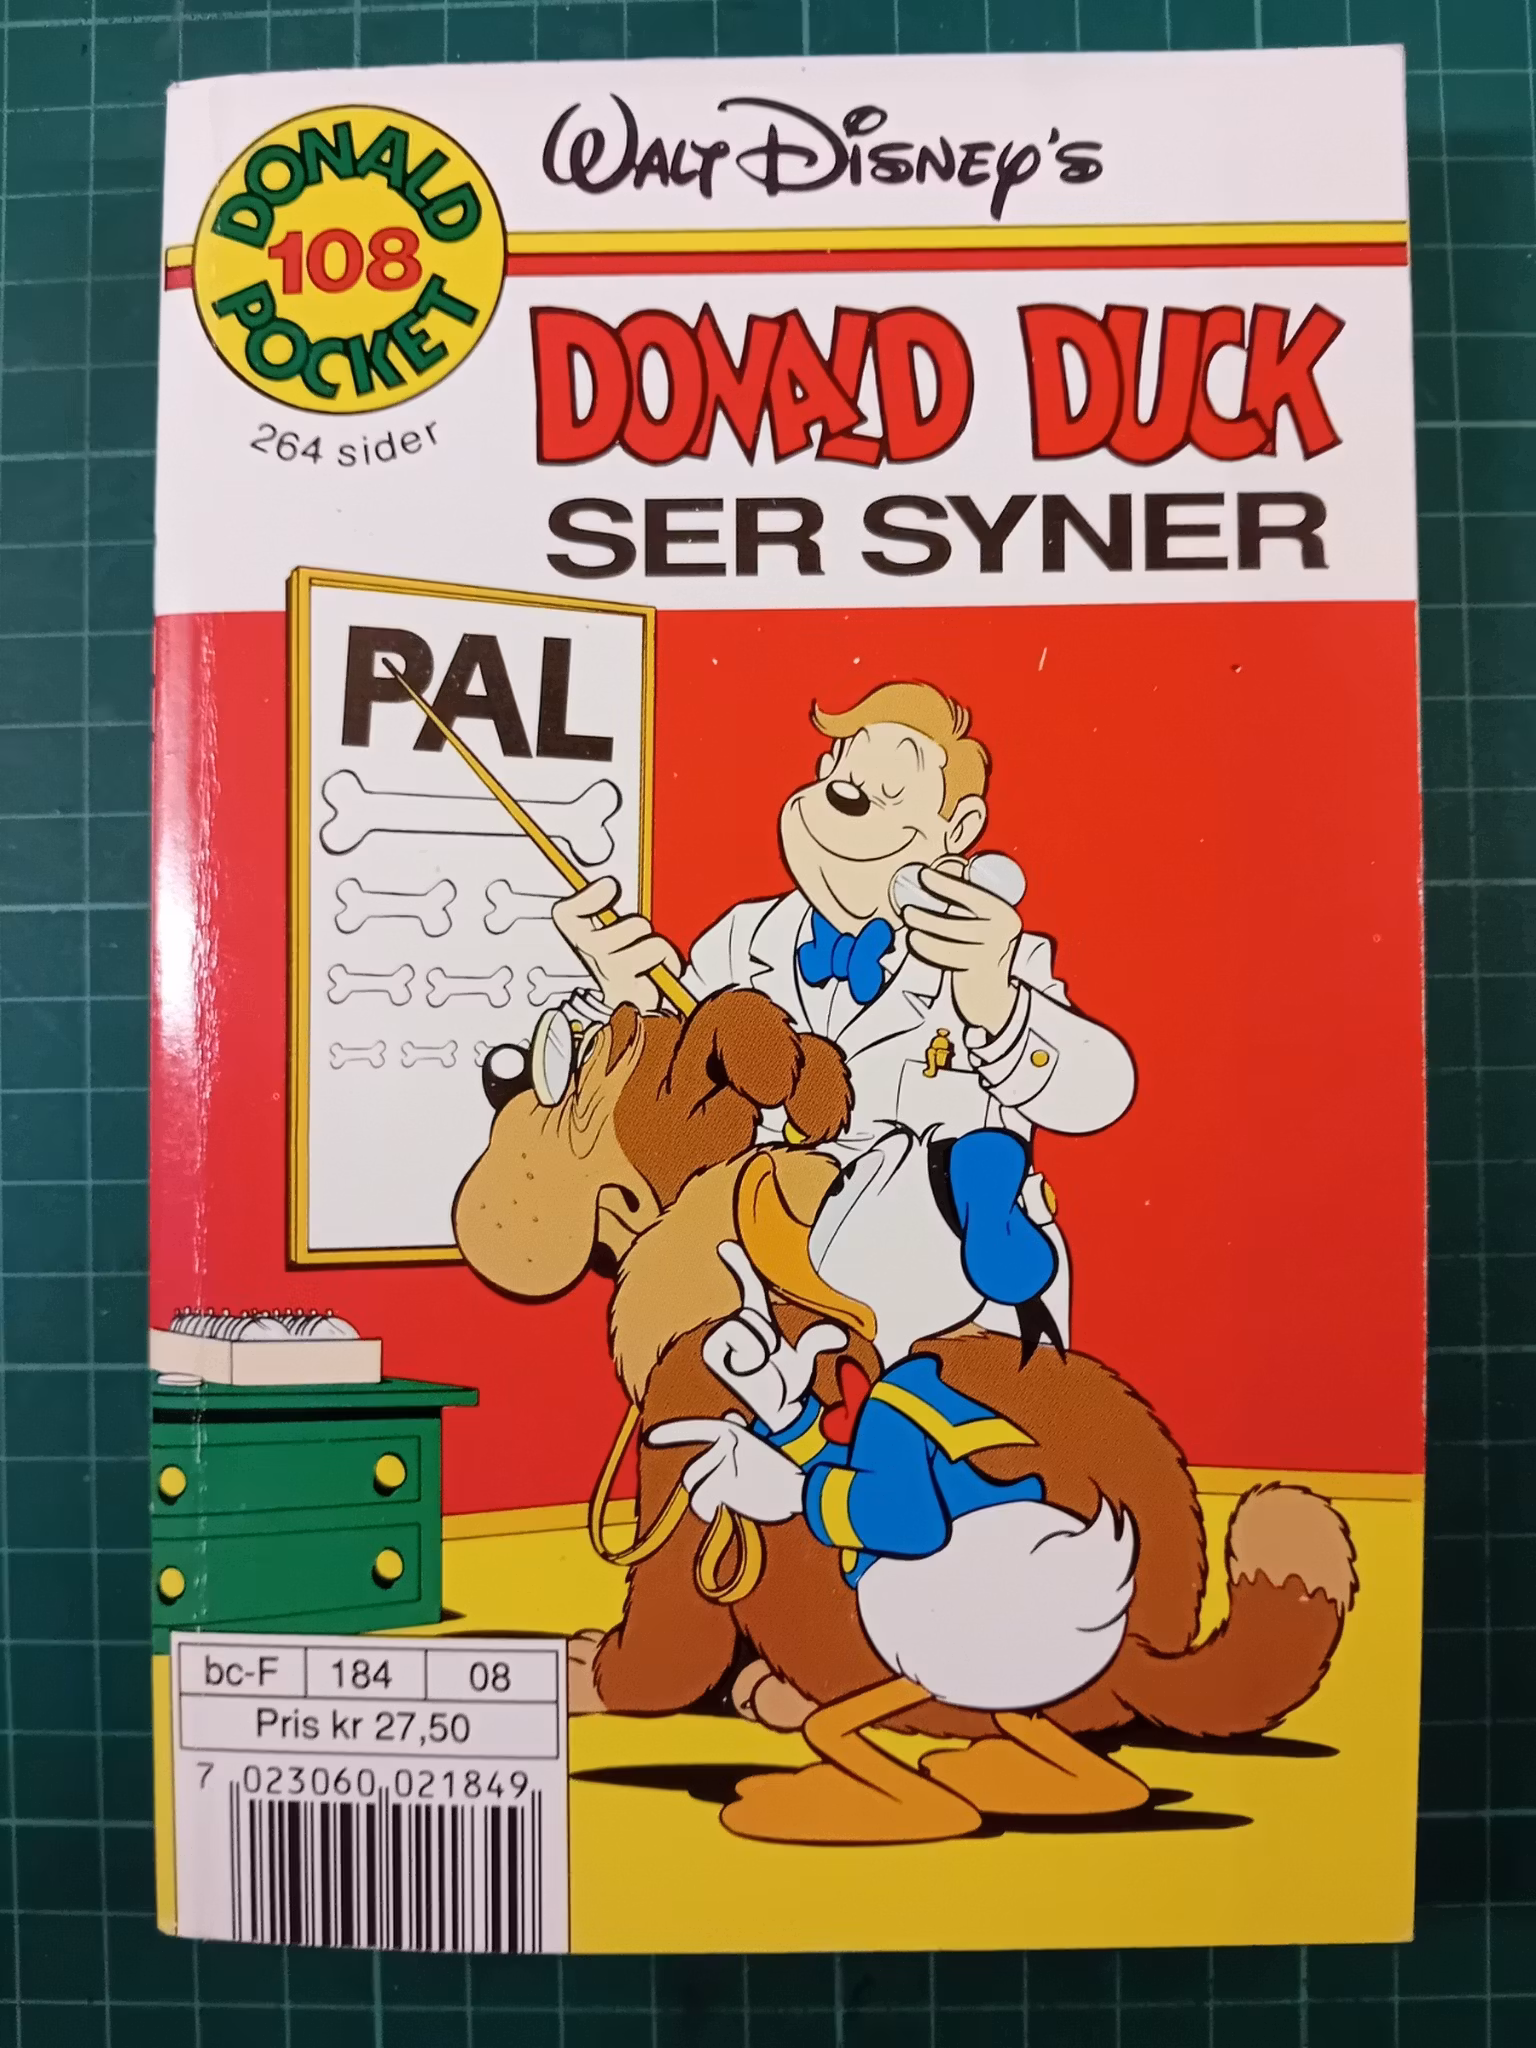 WALT DISNEY'S
DONALD
108
POCKET
264 sider
DONALD DUCK
SER SYNER
PAL
bc-F 184 08
Pris kr 27,50
7 023060 021849